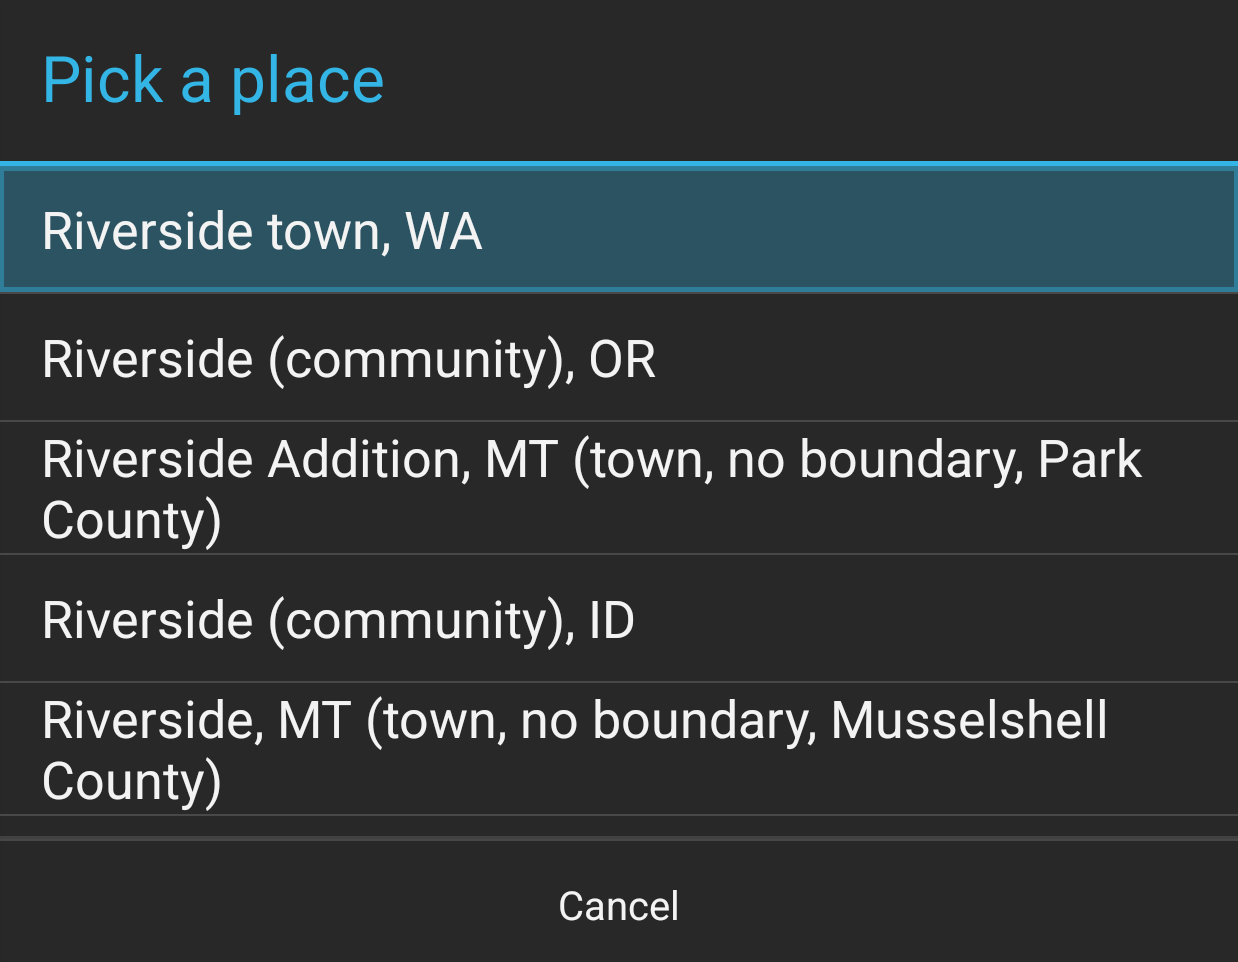 Pick a place
Riverside town, WA
Riverside (community), OR
Riverside Addition, MT (town, no boundary, Park
County)
Riverside (community), ID
Riverside, MT (town, no boundary, Musselshell
County)
Cancel